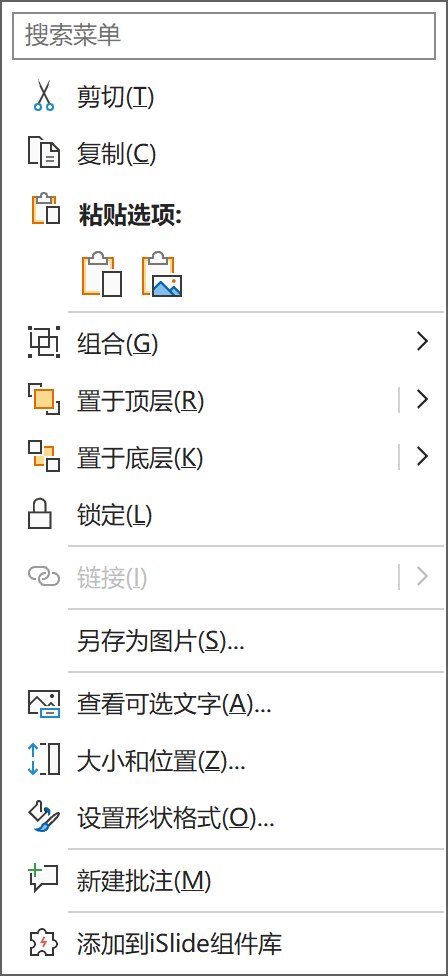 搜索菜单
剪切(T)
复制(C)
粘贴选项:
组合(G)
置于顶层(R)
置于底层(K)
锁定(L)
链接(I)
另存为图片(S)...
查看可选文字(A)...
大小和位置(Z)...
设置形状格式(O)...
新建批注(M)
添加到iSlide组件库